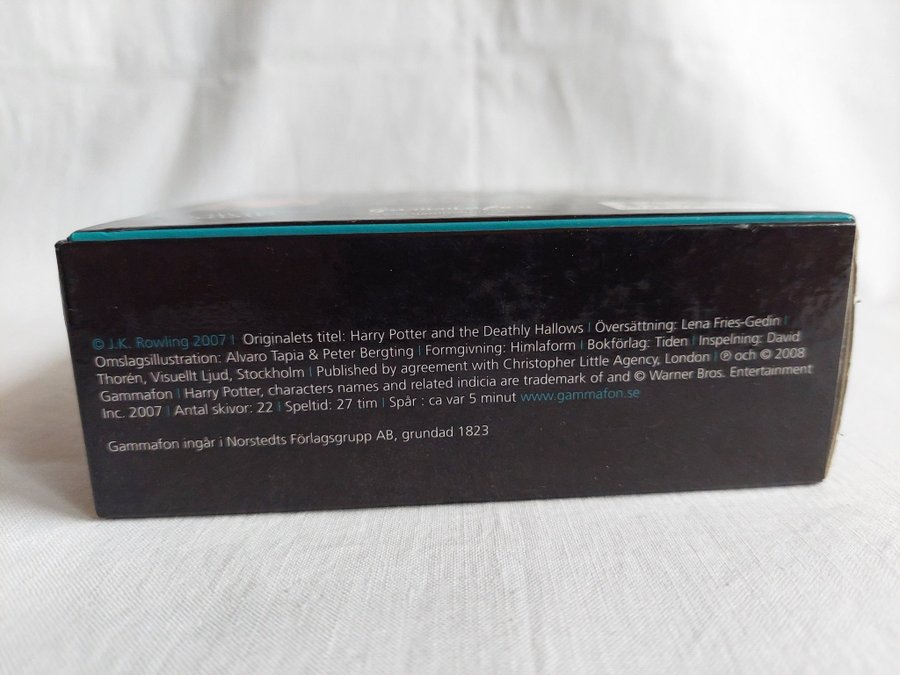 © J.K. Rowling 2007 | Originalets titel: Harry Potter and the Deathly Hallows | Översättning: Lena Fries-Gedin |
Omslagsillustration: Alvaro Tapia & Peter Bergting | Formgivning: Himlaform | Bokförlag: Tiden | Inspelning: David
Thorén, Visuellt Ljud, Stockholm | Published by agreement with Christopher Little Agency, London | ℗ och © 2008
Gammafon | Harry Potter, characters names and related indicia are trademark of and © Warner Bros. Entertainment
Inc. 2007 | Antal skivor: 22 | Speltid: 27 tim | Spår : ca var 5 minut www.gammafon.se
Gammafon ingår i Norstedts Förlagsgrupp AB, grundad 1823